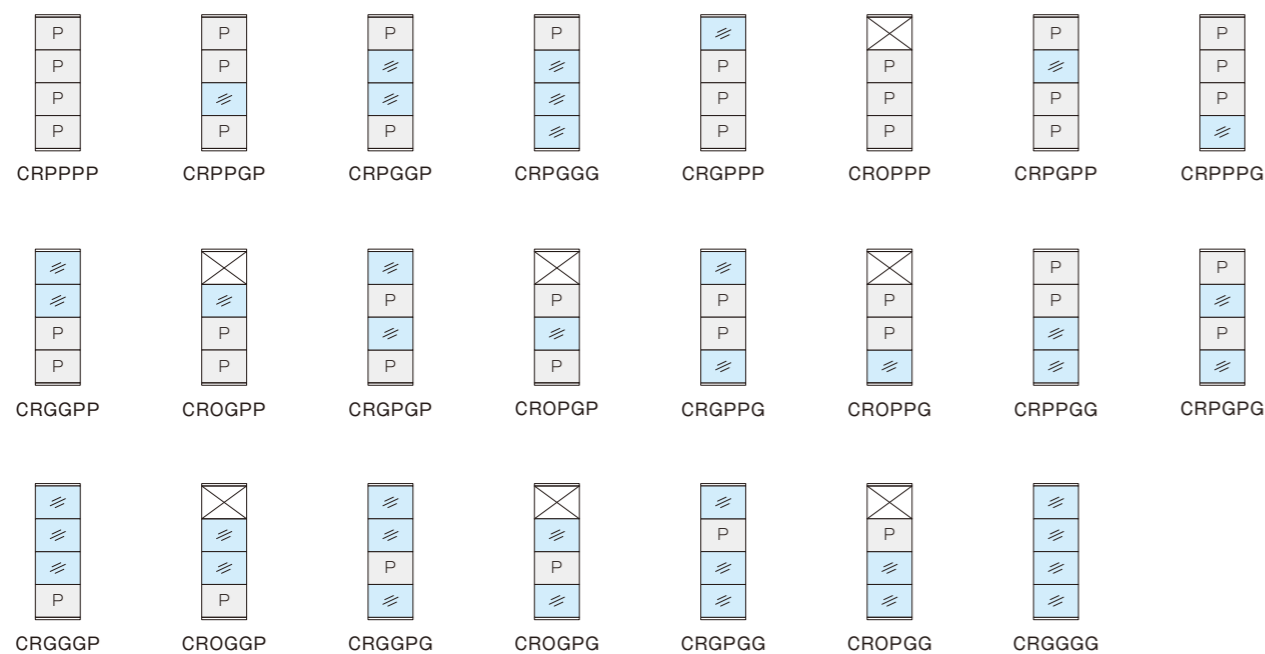 P P P P P P P
P P P P P
P P P P P
P P P P P P
CRPPPP CRPPGP CRPGGP CRPGGG CRGPPP CROPPP CRPGPP CRPPPG
P P
P P P P P
P P P P P
P P P P
CRGGPP CROGPP CRGPGP CROPGP CRGPPG CROPPG CRPPGG CRPGPG
P P
P P
P P
CRGGGP CROGGP CRGGPG CROGPG CRGPGG CROPGG CRGGGG